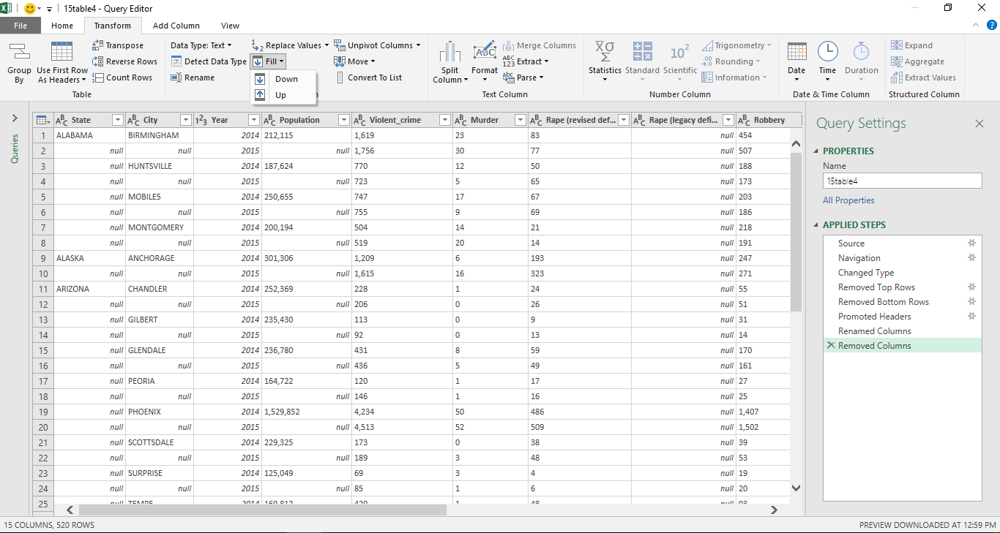 15table4 - Query Editor
File Home Transform Add Column View
Group By
Use First Row As Headers
Transpose
Reverse Rows
Count Rows
Table
Data Type: Text
Detect Data Type
Rename
Replace Values
Fill
Down
Up
Unpivot Columns
Move
Convert To List
Split Column
Format
Merge Columns
Extract
Parse
Text Column
Statistics
Standard
Scientific
Trigonometry
Rounding
Information
Number Column
Date
Time
Duration
Date & Time Column
Expand
Aggregate
Extract Values
Structured Column
Queries
State City Year Population Violent_crime Murder Rape (revised def... Rape (legacy defi... Robbery
1 ALABAMA BIRMINGHAM 2014 212,115 1,619 23 83 null 454
2 null null 2015 null 1,756 30 77 null 507
3 null HUNTSVILLE 2014 187,624 770 12 50 null 188
4 null null 2015 null 723 5 65 null 173
5 null MOBILE5 2014 250,655 747 17 67 null 203
6 null null 2015 null 755 9 69 null 186
7 null MONTGOMERY 2014 200,194 504 14 21 null 218
8 null null 2015 null 519 20 14 null 191
9 ALASKA ANCHORAGE 2014 301,306 1,209 6 193 null 247
10 null null 2015 null 1,615 16 323 null 271
11 ARIZONA CHANDLER 2014 252,369 228 1 24 null 55
12 null null 2015 null 206 0 26 null 51
13 null GILBERT 2014 235,430 113 0 9 null 31
14 null null 2015 null 92 0 13 null 14
15 null GLENDALE 2014 236,780 431 8 59 null 170
16 null null 2015 null 436 5 49 null 161
17 null PEORIA 2014 164,722 120 1 17 null 27
18 null null 2015 null 146 1 16 null 25
19 null PHOENIX 2014 1,529,852 4,234 50 486 null 1,407
20 null null 2015 null 4,513 52 509 null 1,502
21 null SCOTTSDALE 2014 229,325 173 0 38 null 39
22 null null 2015 null 189 3 48 null 53
23 null SURPRISE 2014 125,049 69 3 4 null 19
24 null null 2015 null 85 1 6 null 20
25 null TEMPE 2014
Query Settings
PROPERTIES
Name
15table4
All Properties
APPLIED STEPS
Source
Navigation
Changed Type
Removed Top Rows
Removed Bottom Rows
Promoted Headers
Renamed Columns
Removed Columns
15 COLUMNS, 520 ROWS
PREVIEW DOWNLOADED AT 12:59 PM